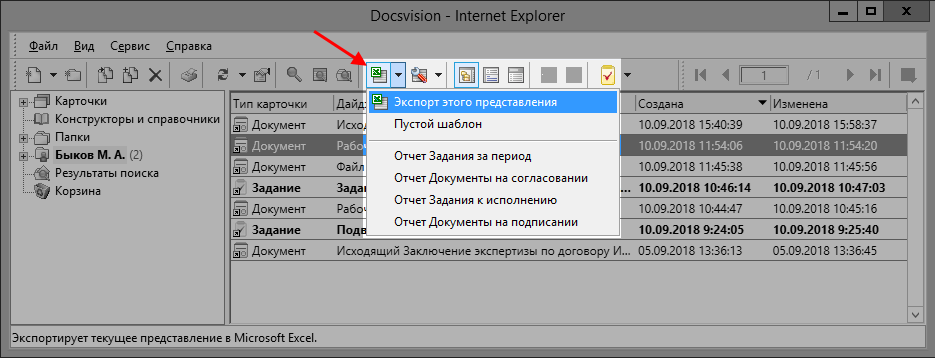 Docsvision - Internet Explorer
Файл Вид Сервис Справка
1 / 1
Карточки
Конструкторы и справочники
Папки
Быков М. А. (2)
Результаты поиска
Корзина
Тип карточки Дайд Создана Изменена
Документ Исход 10.09.2018 15:40:39 10.09.2018 15:58:37
Документ Рабоч 10.09.2018 11:54:06 10.09.2018 11:54:20
Документ Файл 10.09.2018 11:45:38 10.09.2018 11:45:56
Задание Зада ... 10.09.2018 10:46:14 10.09.2018 10:47:03
Документ Рабоч 10.09.2018 10:44:47 10.09.2018 10:45:16
Задание Подв 10.09.2018 9:24:05 10.09.2018 9:25:40
Документ Исходящий Заключение экспертизы по договору И... 05.09.2018 13:36:13 05.09.2018 13:36:45
Экспорт этого представления
Пустой шаблон
Отчет Задания за период
Отчет Документы на согласовании
Отчет Задания к исполнению
Отчет Документы на подписании
Экспортирует текущее представление в Microsoft Excel.